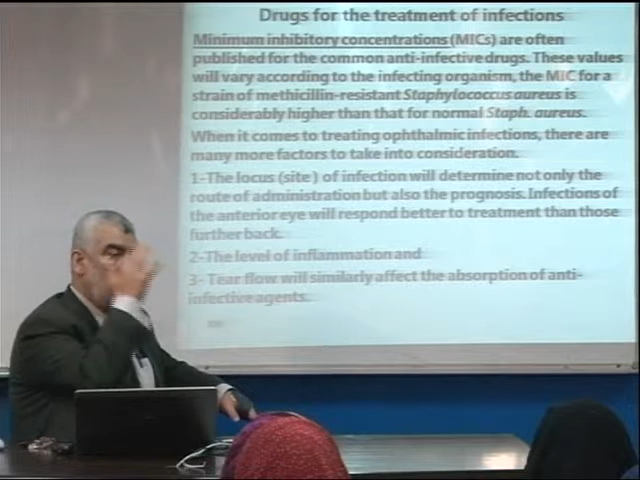 Drugs for the treatment of infections
Minimum inhibitory concentrations (MICs) are often
published for the common anti-infective drugs. These values
will vary according to the infecting organism, the MIC for a
strain of methicillin-resistant Staphylococcus aureus is
considerably higher than that for normal Staph. aureus.
When it comes to treating ophthalmic infections, there are
many more factors to take into consideration.
1-The locus (site) of infection will determine not only the
route of administration but also the prognosis. Infections of
the anterior eye will respond better to treatment than those
further back.
2-The level of inflammation and
3- Tear flow will similarly affect the absorption of anti-
infective agents.